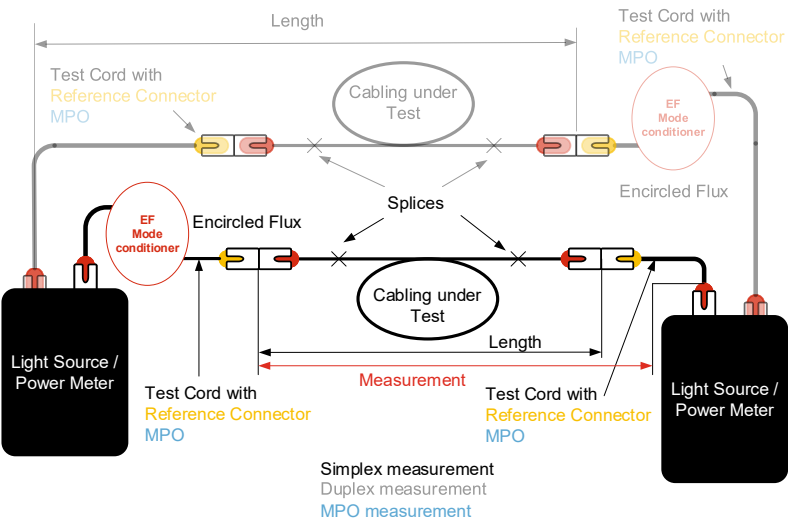 Length
Test Cord with
Reference Connector
MPO
Test Cord with
Reference Connector
MPO
Cabling under
Test
EF
Mode
conditioner
Encircled Flux
Splices
EF
Mode
conditioner
Encircled Flux
Cabling under
Test
Length
Measurement
Light Source /
Power Meter
Light Source /
Power Meter
Test Cord with
Reference Connector
MPO
Test Cord with
Reference Connector
MPO
Simplex measurement
Duplex measurement
MPO measurement